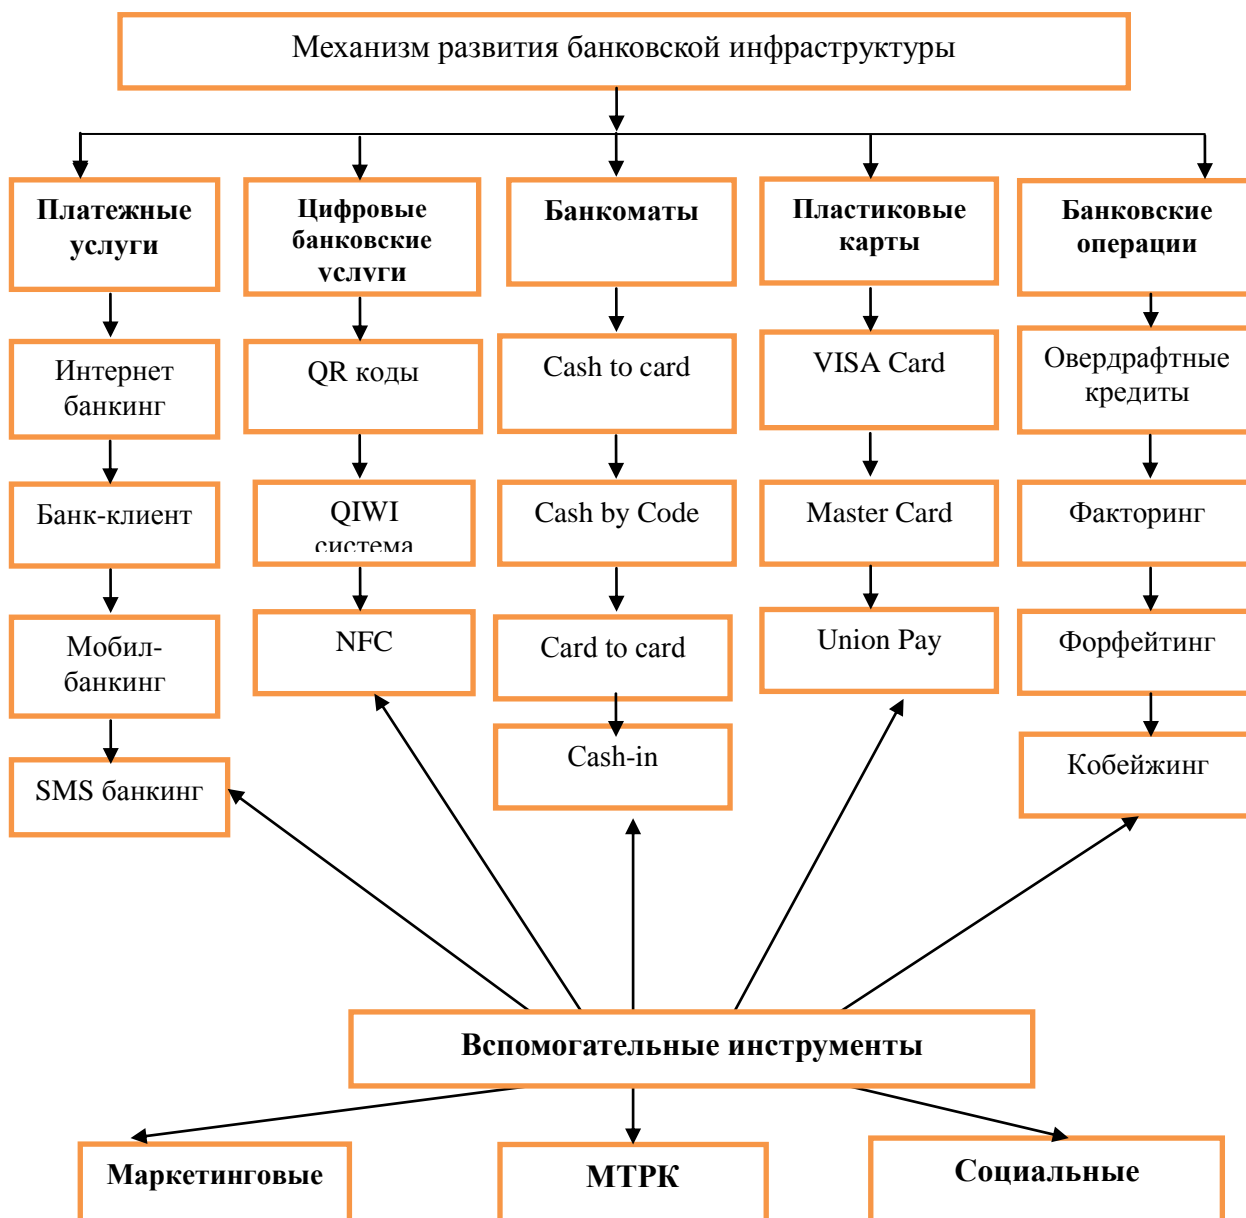 Механизм развития банковской инфраструктуры
Платежные
услуги
Цифровые
банковские
услуги
Банкоматы
Пластиковые
карты
Банковские
операции
Интернет
банкинг
QR коды
Cash to card
VISA Card
Овердрафтные
кредиты
Банк-клиент
QIWI
система
Cash by Code
Master Card
Факторинг
Мобил-
банкинг
NFC
Card to card
Union Pay
Форфейтинг
SMS банкинг
Cash-in
Кобейжинг
Вспомогательные инструменты
Маркетинговые
МТРК
Социальные